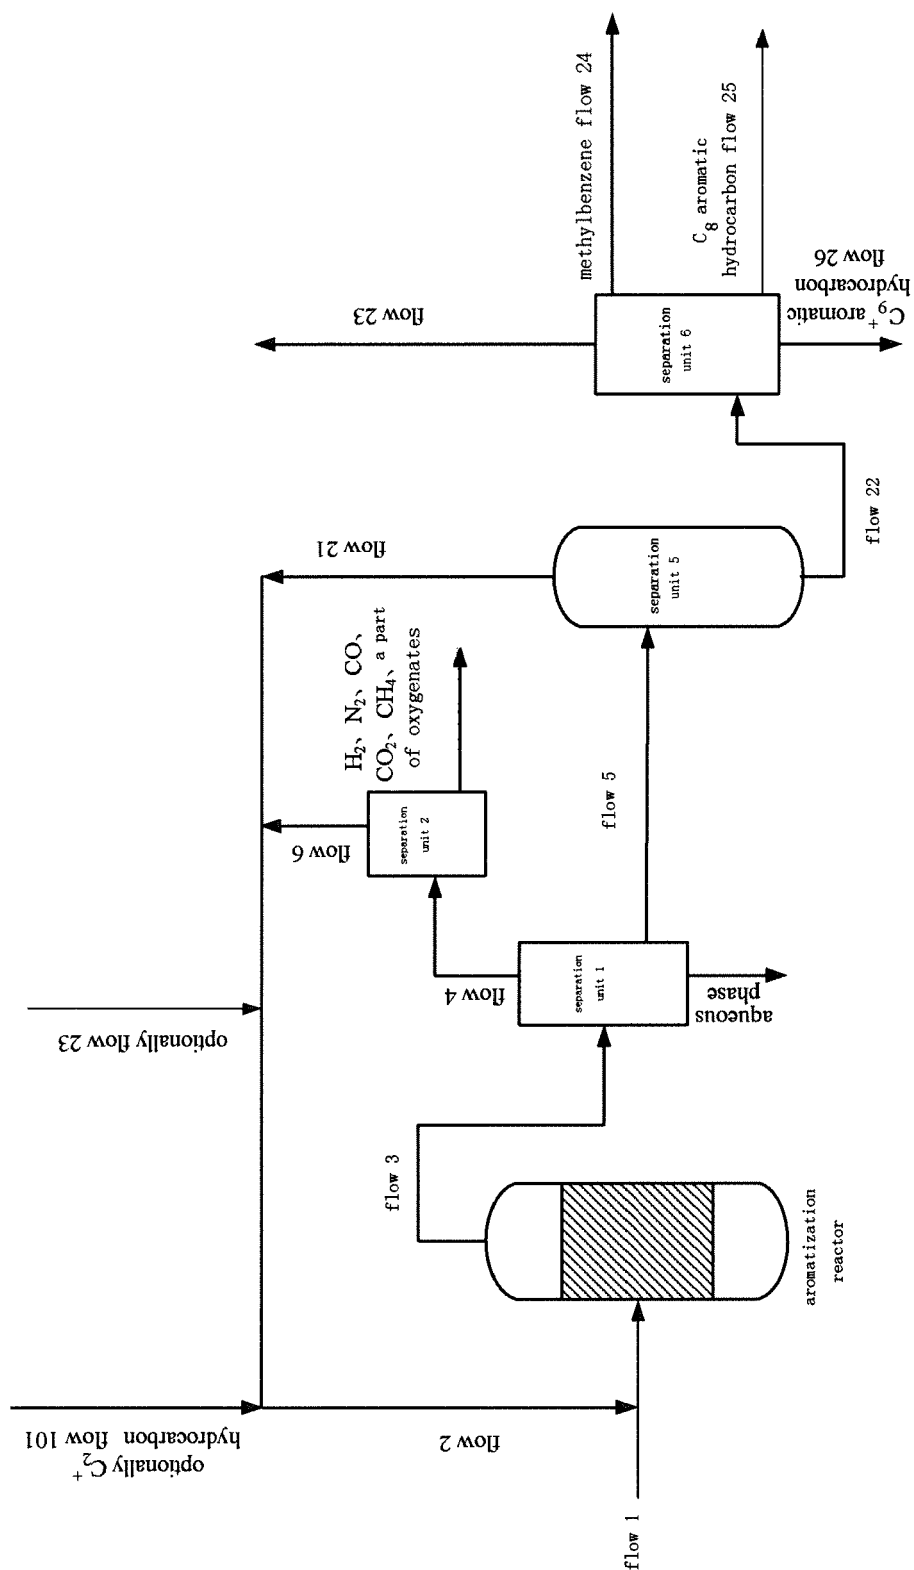 flow 1
optionally C₂⁺
hydrocarbon flow 101
flow 2
aromatization
reactor
flow 3
optionally flow 23
separation
unit 1
aqueous
phase
flow 4
flow 5
separation
unit 2
flow 6
H₂、N₂、CO、
CO₂、CH₄、a part
of oxygenates
separation
unit 5
flow 21
flow 22
separation
unit 6
flow 23
methylbenzene flow 24
C₈ aromatic
hydrocarbon flow 25
C₉⁺aromatic
hydrocarbon
flow 26